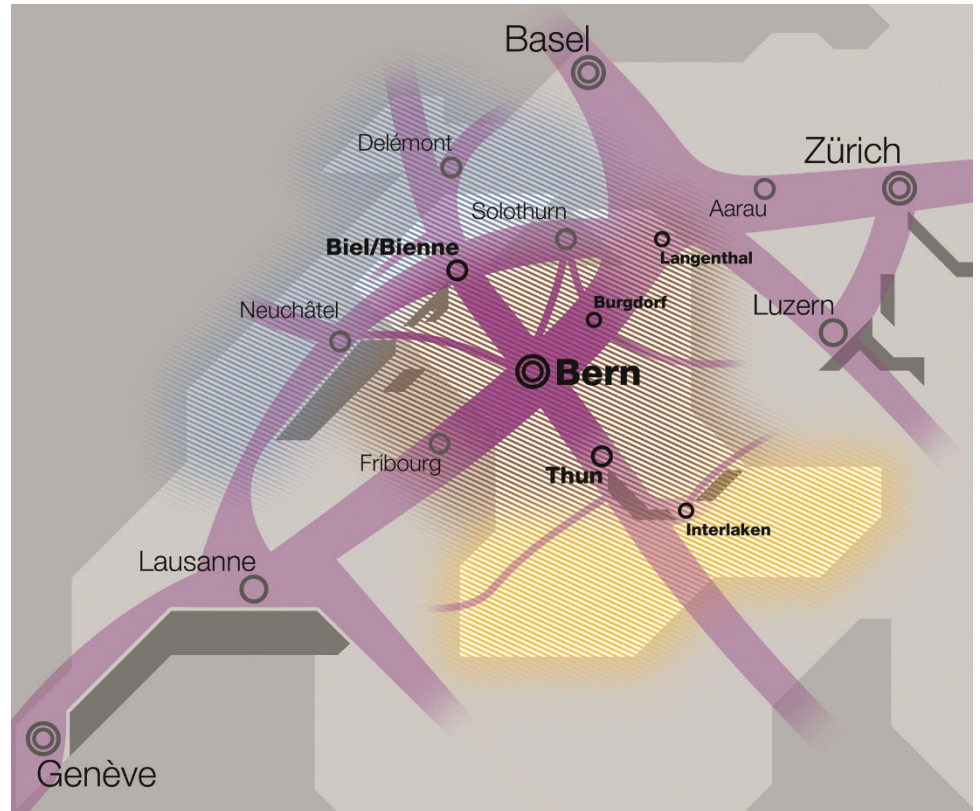 Basel
Delémont
Zürich
Aarau
Solothurn
Biel/Bienne
Langenthal
Neuchâtel
Burgdorf
Luzern
Bern
Fribourg
Thun
Interlaken
Lausanne
Genève